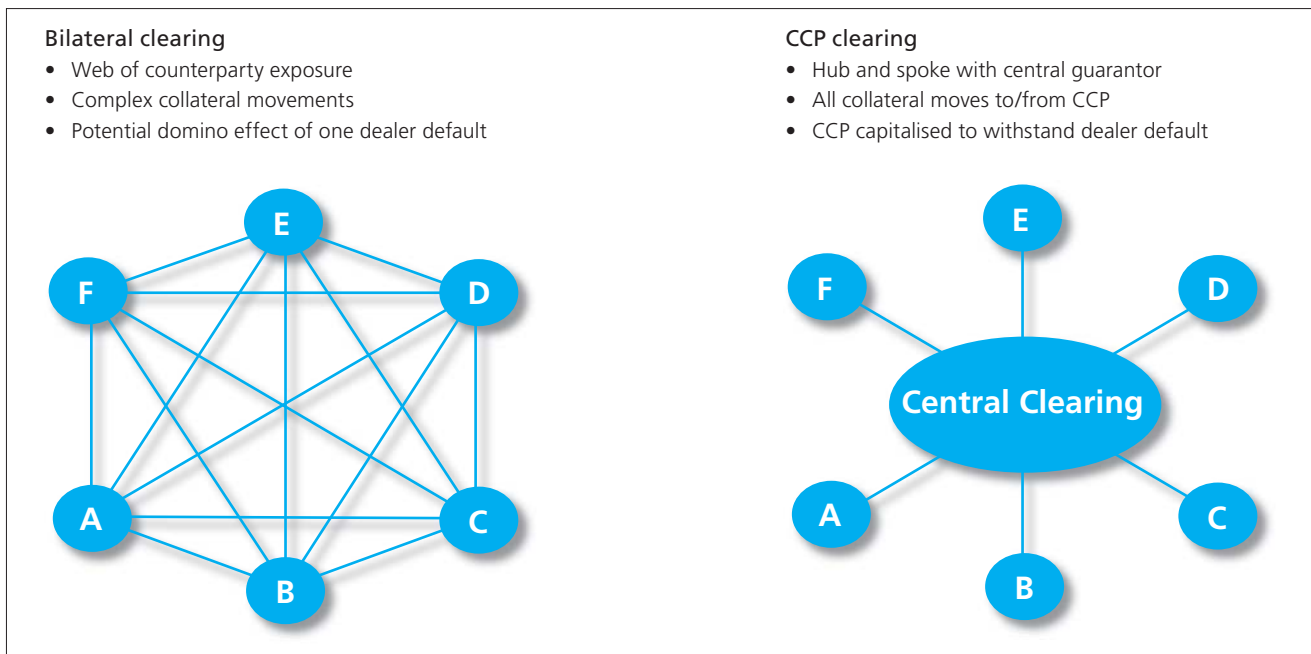 Bilateral clearing
• Web of counterparty exposure
• Complex collateral movements
• Potential domino effect of one dealer default
E
F
D
A
C
B
CCP clearing
• Hub and spoke with central guarantor
• All collateral moves to/from CCP
• CCP capitalised to withstand dealer default
E
F
D
Central Clearing
A
C
B